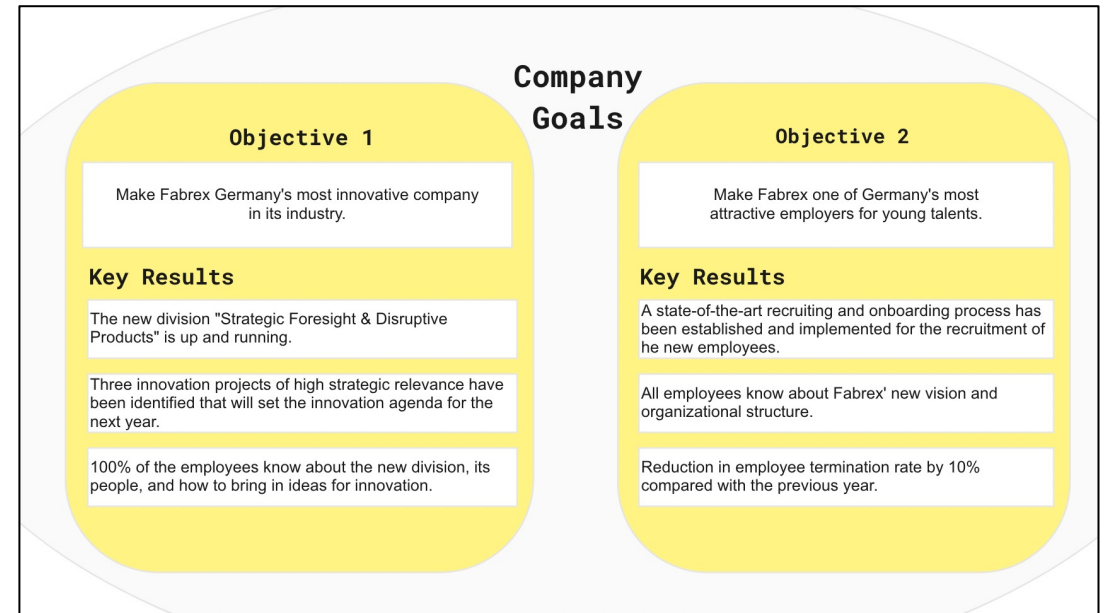 Company
Goals
Objective 1
Make Fabrex Germany's most innovative company
in its industry.
Key Results
The new division "Strategic Foresight & Disruptive
Products" is up and running.
Three innovation projects of high strategic relevance have
been identified that will set the innovation agenda for the
next year.
100% of the employees know about the new division, its
people, and how to bring in ideas for innovation.
Objective 2
Make Fabrex one of Germany's most
attractive employers for young talents.
Key Results
A state-of-the-art recruiting and onboarding process has
been established and implemented for the recruitment of
he new employees.
All employees know about Fabrex' new vision and
organizational structure.
Reduction in employee termination rate by 10%
compared with the previous year.